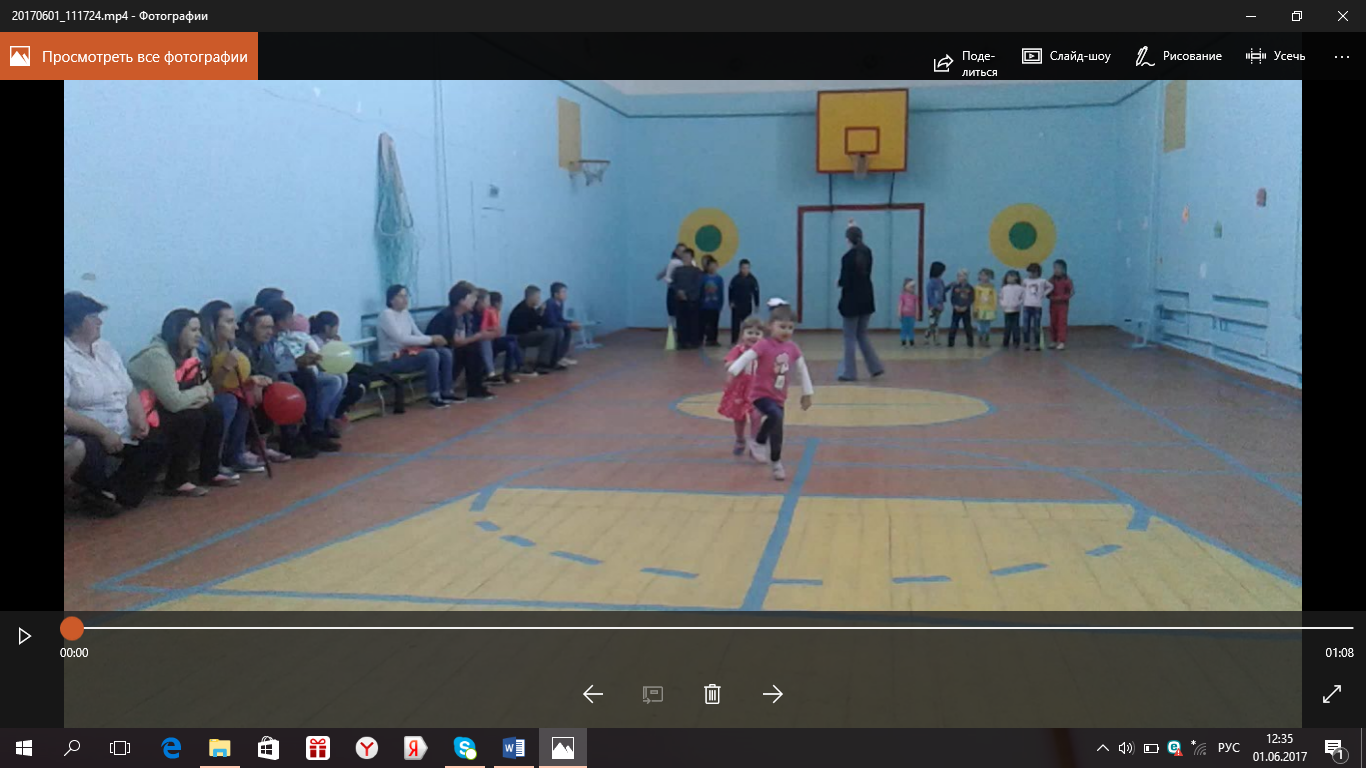 20170601_111724.mp4 - Фотографии
Просмотреть все фотографии
Поде-
литься
Слайд-шоу
Рисование
Усечь
00:00
01:08
РУС
12:35
01.06.2017
1